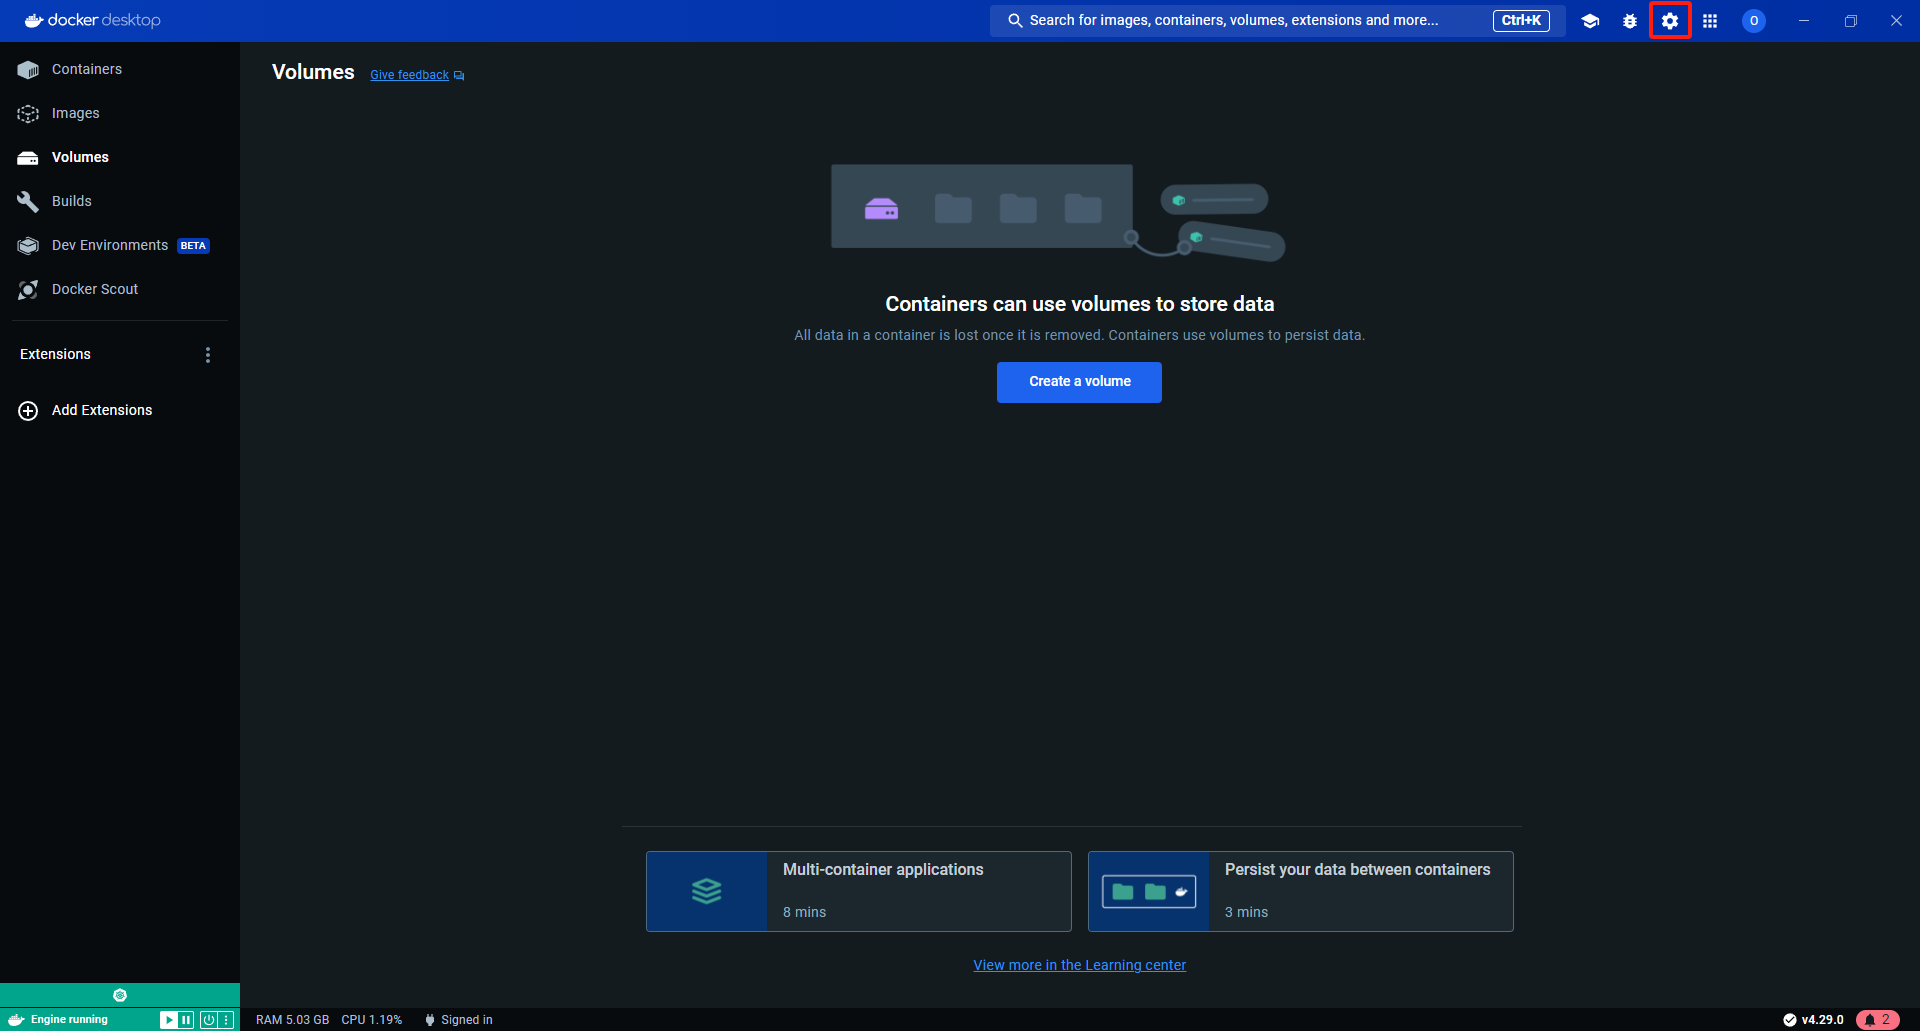 docker desktop
Search for images, containers, volumes, extensions and more...
Ctrl+K
O
Containers
Images
Volumes
Builds
Dev Environments BETA
Docker Scout
Extensions
Add Extensions
Volumes
Give feedback
Containers can use volumes to store data
All data in a container is lost once it is removed. Containers use volumes to persist data.
Create a volume
Multi-container applications
8 mins
Persist your data between containers
3 mins
View more in the Learning center
Engine running
RAM 5.03 GB CPU 1.19% Signed in
v4.29.0
2